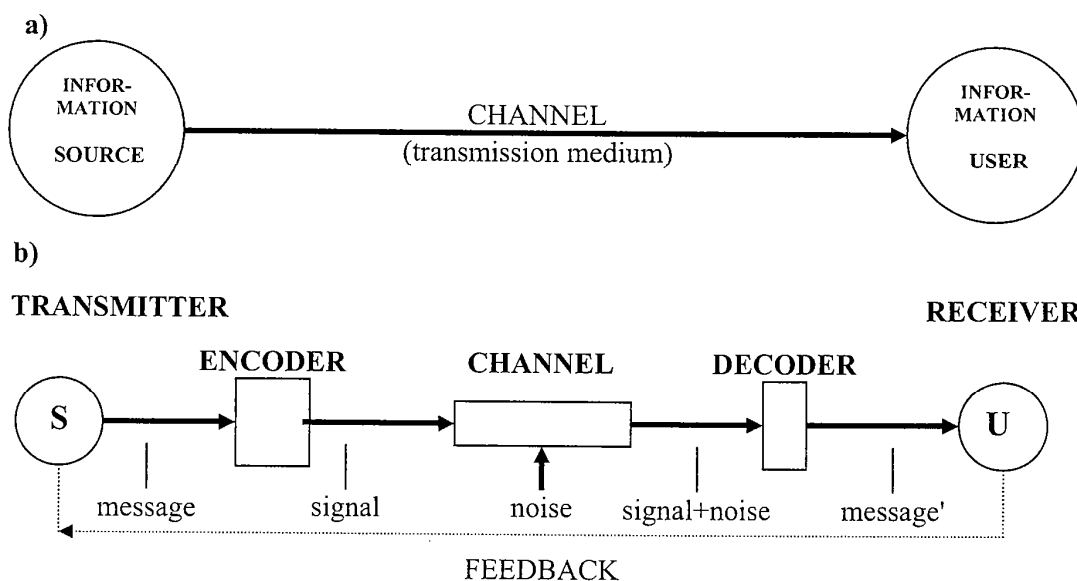 a)
INFOR-
MATION
SOURCE
CHANNEL
(transmission medium)
INFOR-
MATION
USER
b)
TRANSMITTER
RECEIVER
ENCODER
CHANNEL
DECODER
S
U
message
signal
noise
signal+noise
message'
FEEDBACK